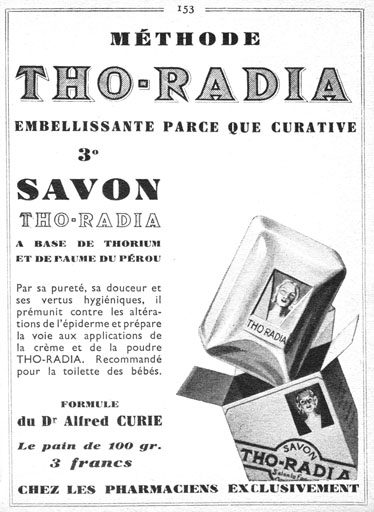 153
MÉTHODE
THO-RADIA
EMBELLISSANTE PARCE QUE CURATIVE
3º
SAVON
THO-RADIA
A BASE DE THORIUM
ET DE BAUME DU PÉROU
Par sa pureté, sa douceur et
ses vertus hygiéniques, il
prémunit contre les altéra-
tions de l'épiderme et prépare
la voie aux applications de
la crème et de la poudre
THO-RADIA. Recommandé
pour la toilette des bébés.
THO RADIA
FORMULE
du Dr Alfred CURIE
Le pain de 100 gr.
3 francs
SAVON
THO-RADIA
CHEZ LES PHARMACIENS EXCLUSIVEMENT